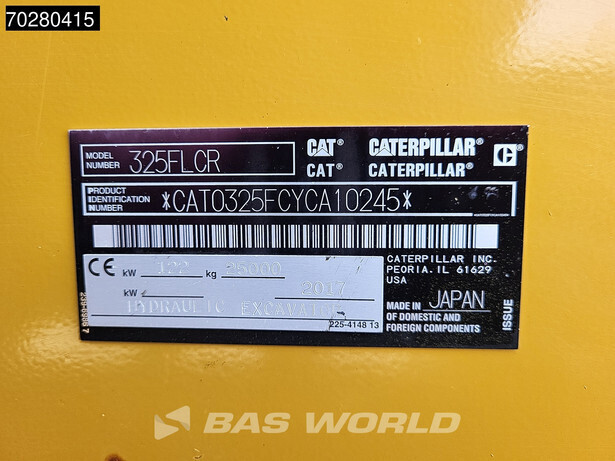 70280415
MODEL NUMBER 325FLCR
CAT CATERPILLAR
CAT® CATERPILLAR®
PRODUCT IDENTIFICATION NUMBER *CAT0325FCYCA10245*
CE kW 122 kg 25000
kW 2017
HYDRAULIC EXCAVATOR
225-4148 13
CATERPILLAR INC.
PEORIA. IL 61629
USA
MADE IN JAPAN
OF DOMESTIC AND
FOREIGN COMPONENTS
ISSUE
BAS WORLD